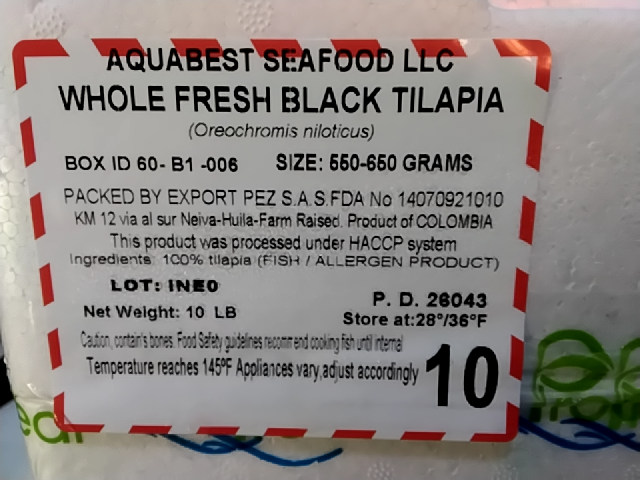 AQUABEST SEAFOOD LLC
WHOLE FRESH BLACK TILAPIA
(Oreochromis niloticus)
BOX ID 60- B1 -006 SIZE: 550-650 GRAMS
PACKED BY EXPORT PEZ S.A.S.FDA No 14070921010
KM 12 via al sur Neiva-Huila-Farm Raised. Product of COLOMBIA
This product was processed under HACCP system
Ingredients: 100% tilapia (FISH / ALLERGEN PRODUCT)
LOT: INE0
P. D. 26043
Net Weight: 10 LB
Store at:28°/36°F
Caution, contain's bones. Food Safety guidelines recommend cooking fish until internal
Temperature reaches 145ºF Appliances vary,adjust accordingly
10